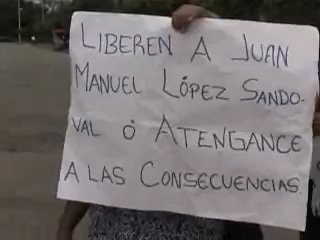 LIBEREN A JUAN
MANUEL LÓPEZ SANDO-
VAL Ó ATENGANCE
A LAS CONSECUENCIAS.